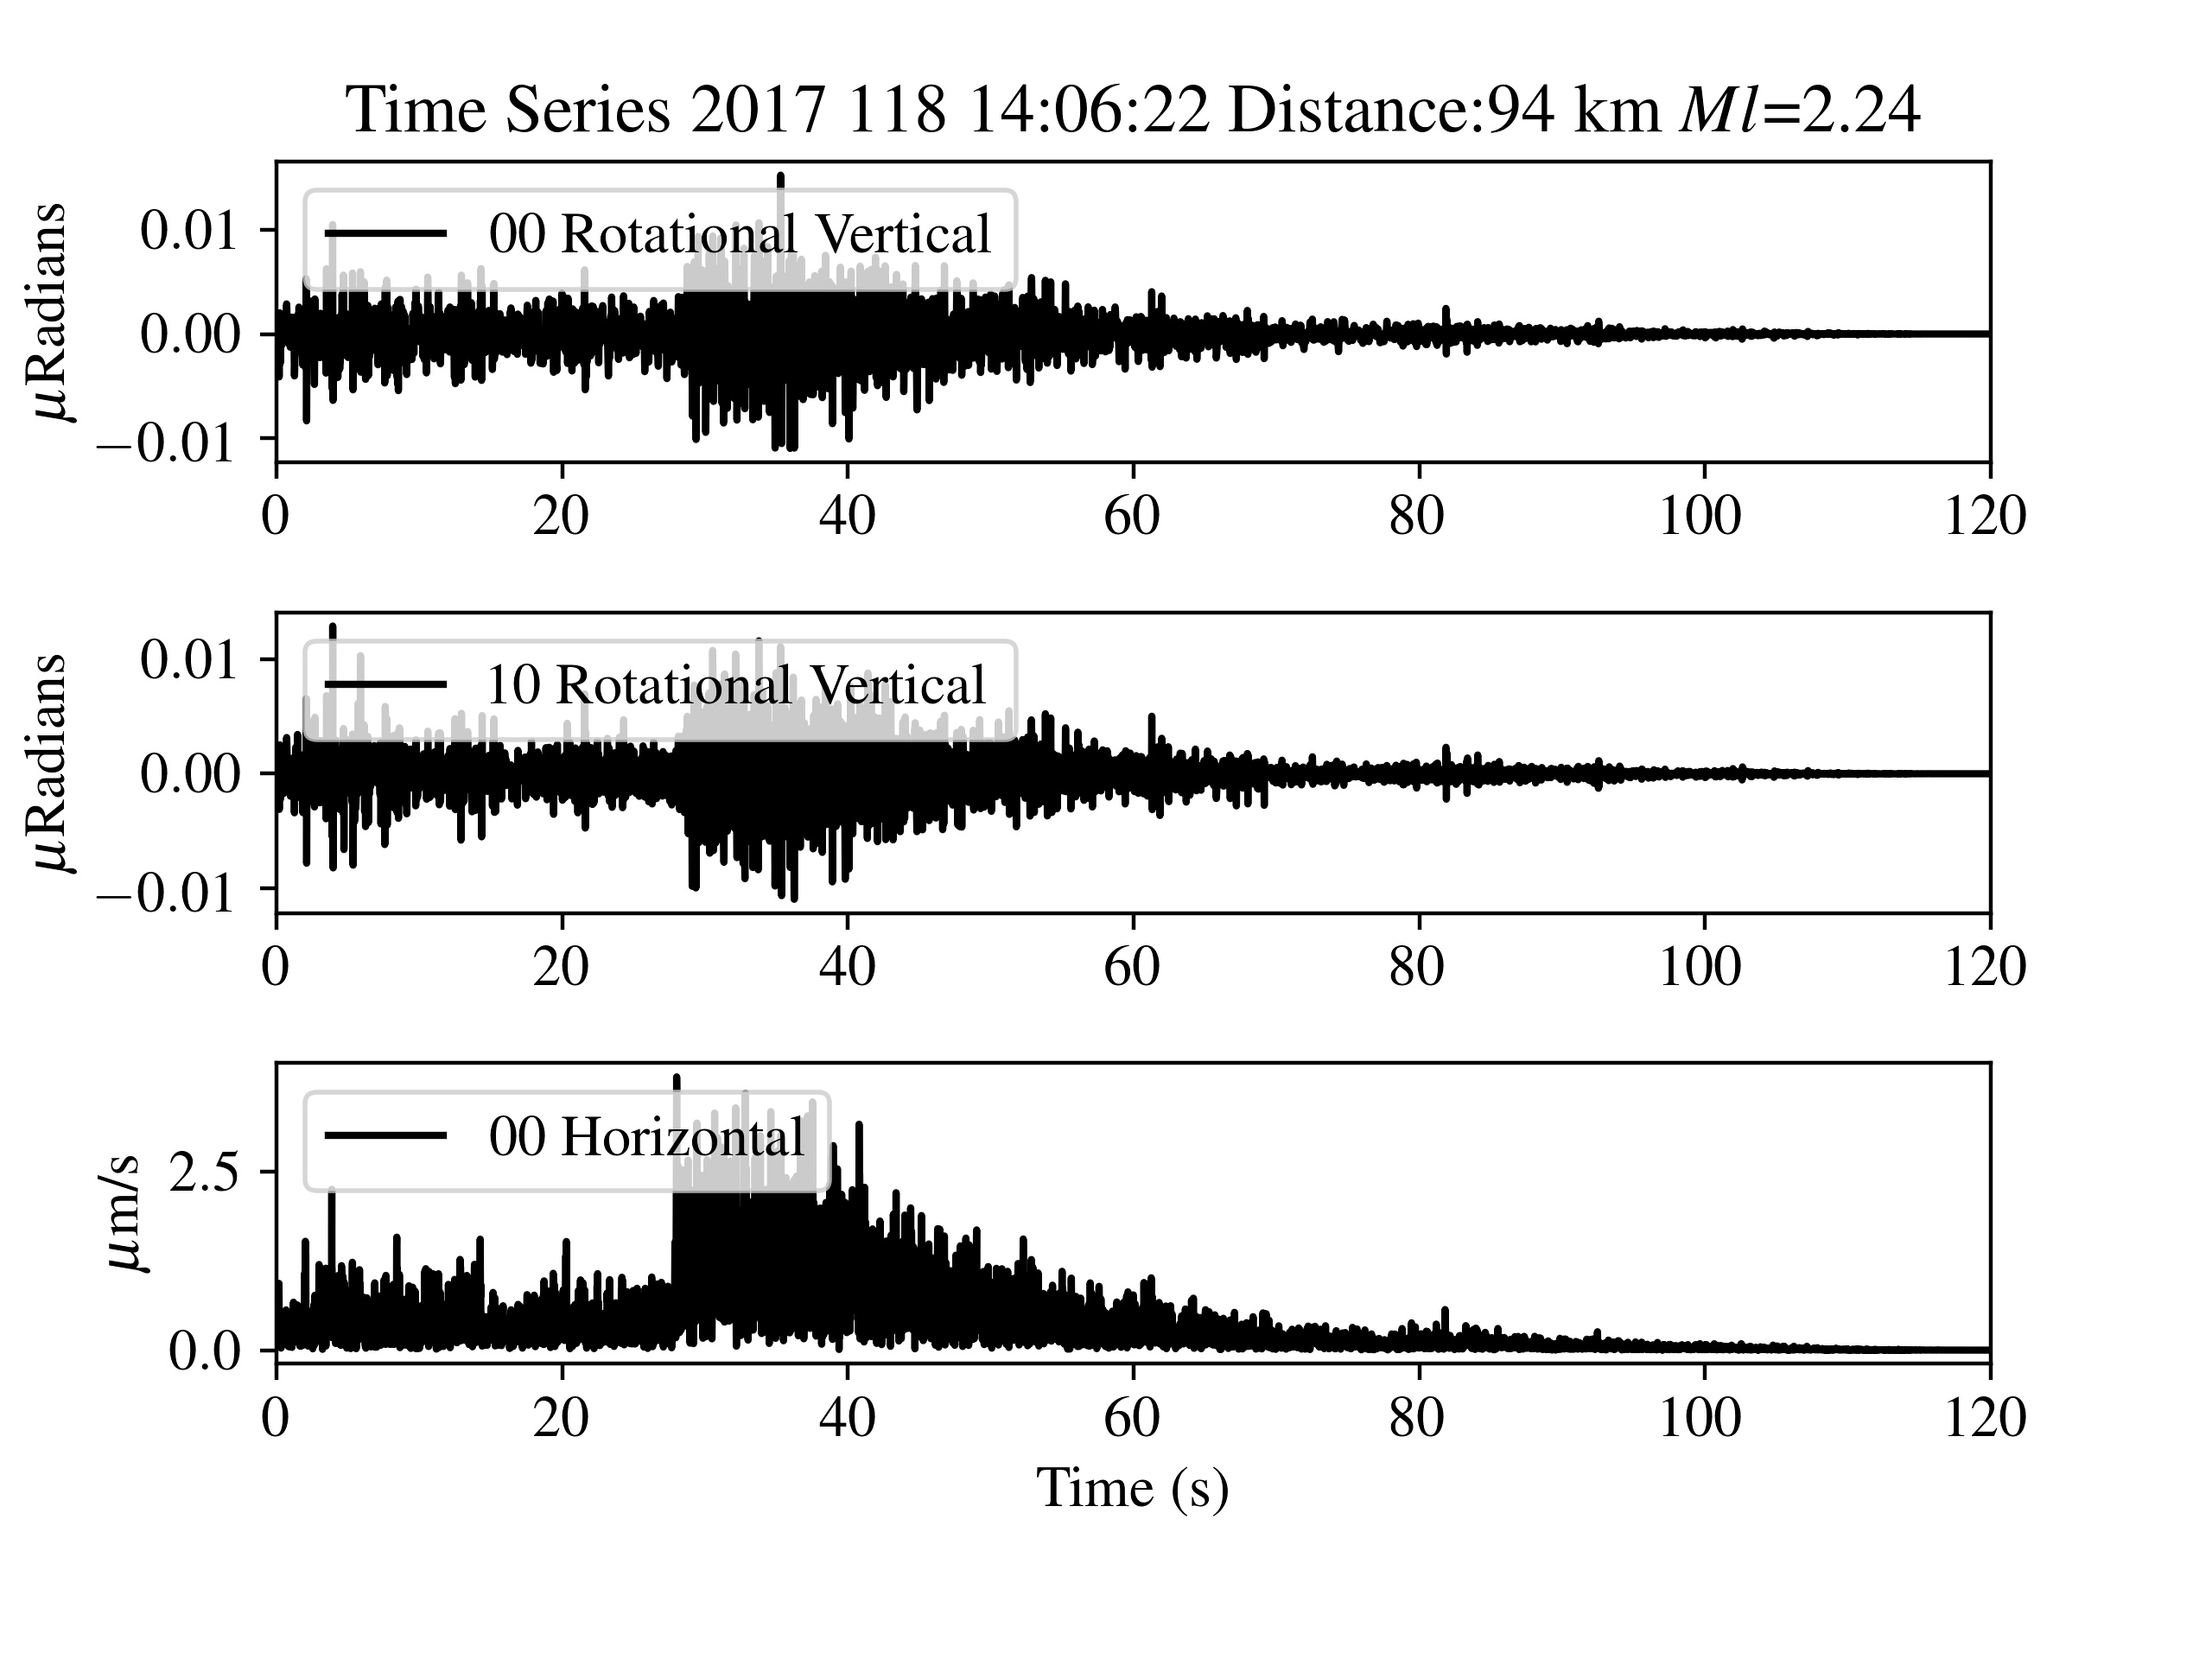 Time Series 2017 118 14:06:22 Distance:94 km Ml=2.24
μRadians
0.01
0.00
−0.01
00 Rotational Vertical
0 20 40 60 80 100 120
μRadians
0.01
0.00
−0.01
10 Rotational Vertical
0 20 40 60 80 100 120
μm/s
2.5
0.0
00 Horizontal
0 20 40 60 80 100 120
Time (s)